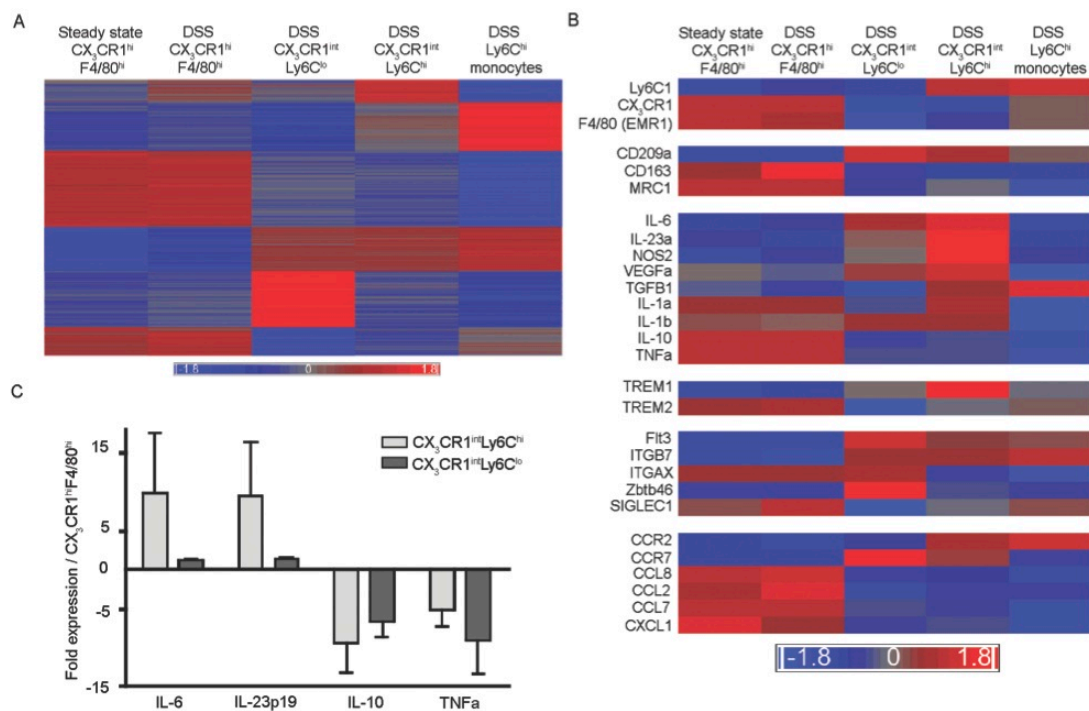 A
Steady state
CX₃CR1ʰⁱ
F4/80ʰⁱ
DSS
CX₃CR1ʰⁱ
F4/80ʰⁱ
DSS
CX₃CR1ⁱⁿᵗ
Ly6Cˡᵒ
DSS
CX₃CR1ⁱⁿᵗ
Ly6Cʰⁱ
DSS
Ly6Cʰⁱ
monocytes
-1.8 0 1.8
B
Steady state
CX₃CR1ʰⁱ
F4/80ʰⁱ
DSS
CX₃CR1ʰⁱ
F4/80ʰⁱ
DSS
CX₃CR1ⁱⁿᵗ
Ly6Cˡᵒ
DSS
CX₃CR1ⁱⁿᵗ
Ly6Cʰⁱ
DSS
Ly6Cʰⁱ
monocytes
Ly6C1
CX₃CR1
F4/80 (EMR1)
CD209a
CD163
MRC1
IL-6
IL-23a
NOS2
VEGFa
TGFB1
IL-1a
IL-1b
IL-10
TNFa
TREM1
TREM2
Flt3
ITGB7
ITGAX
Zbtb46
SIGLEC1
CCR2
CCR7
CCL8
CCL2
CCL7
CXCL1
-1.8 0 1.8
C
Fold expression / CX₃CR1ʰⁱF4/80ʰⁱ
15
5
0
-5
-15
CX₃CR1ⁱⁿᵗLy6Cʰⁱ
CX₃CR1ⁱⁿᵗLy6Cˡᵒ
IL-6 IL-23p19 IL-10 TNFa